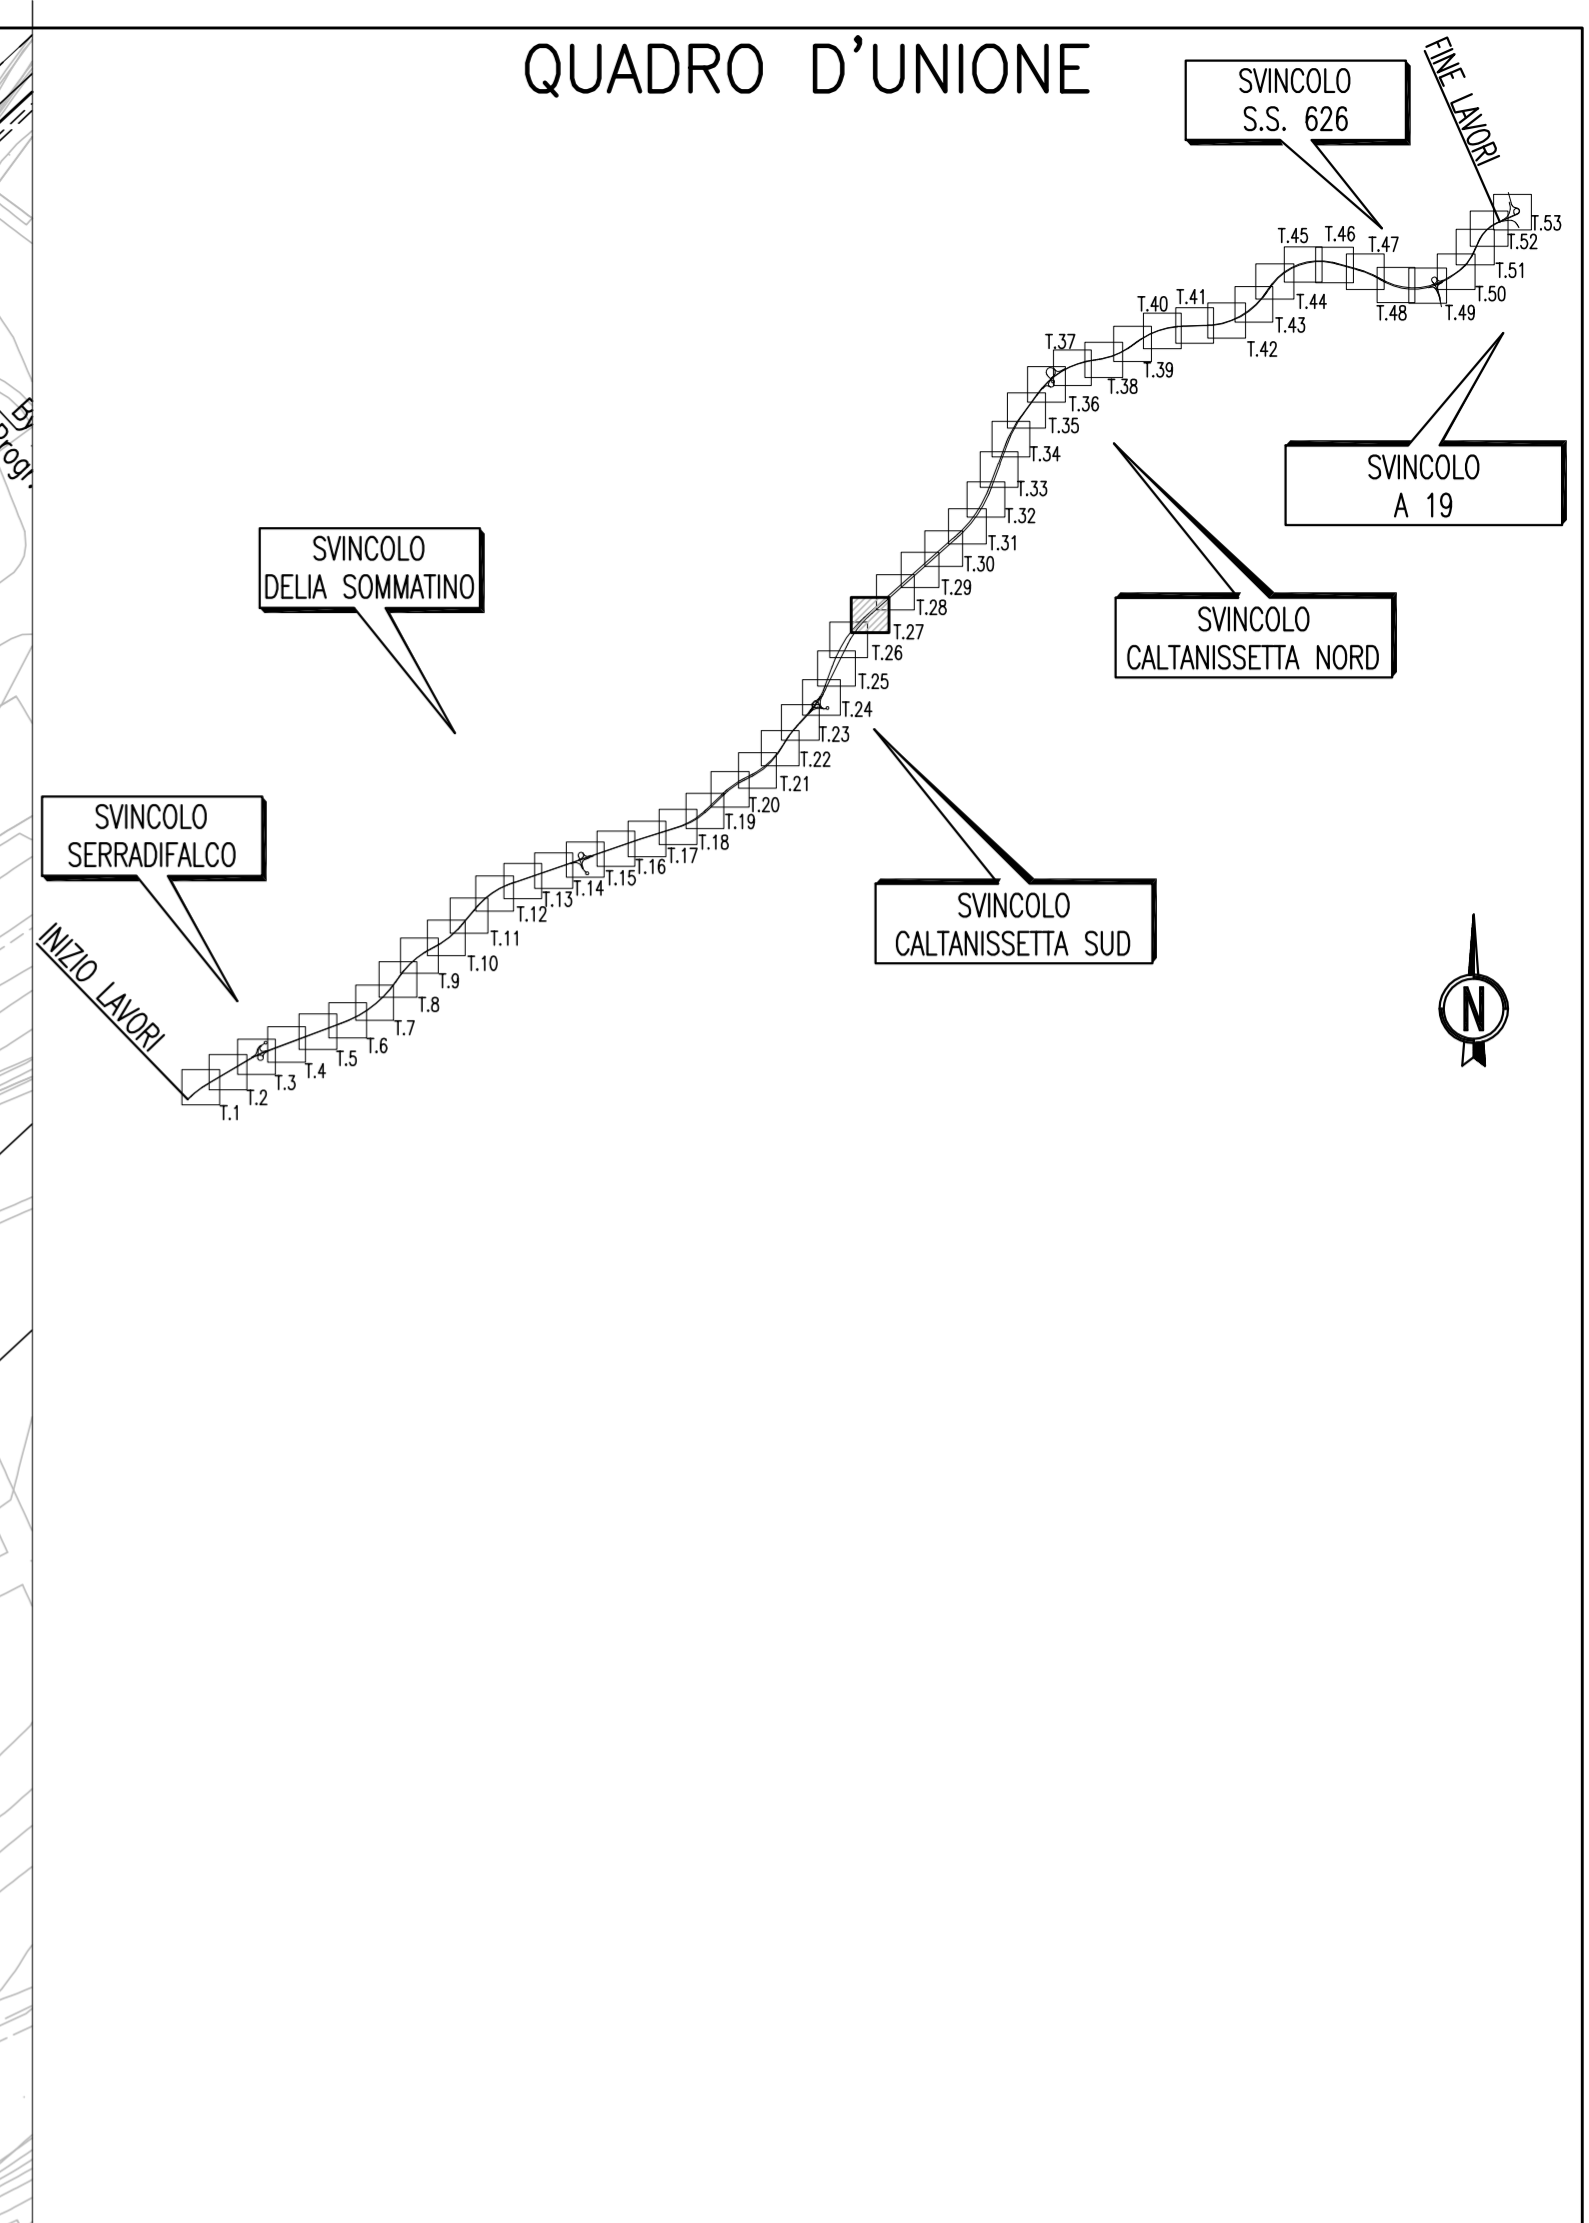 QUADRO D'UNIONE
SVINCOLO
S.S. 626
FINE LAVORI
T.53
T.52
T.51
T.50
T.49
T.48
T.47
T.46
T.45
T.44
T.43
T.42
T.41
T.40
T.39
T.38
T.37
T.36
T.35
T.34
T.33
T.32
T.31
T.30
T.29
T.28
T.27
T.26
T.25
T.24
T.23
T.22
T.21
T.20
T.19
T.18
T.17
T.16
T.15
T.14
T.13
T.12
T.11
T.10
T.9
T.8
T.7
T.6
T.5
T.4
T.3
T.2
T.1
SVINCOLO
A 19
SVINCOLO
DELIA SOMMATINO
SVINCOLO
CALTANISSETTA NORD
SVINCOLO
SERRADIFALCO
SVINCOLO
CALTANISSETTA SUD
INIZIO LAVORI
N